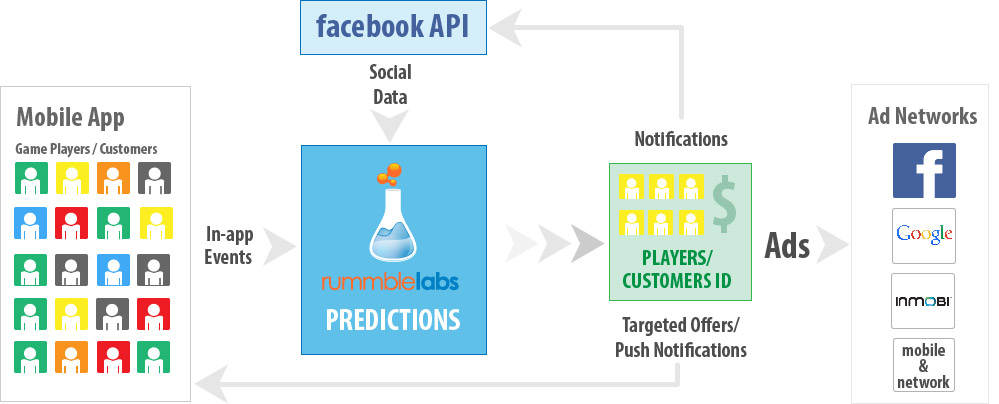 facebook API
Social
Data
Mobile App
Game Players / Customers
In-app
Events
rummblelabs
PREDICTIONS
Notifications
$
PLAYERS/
CUSTOMERS ID
Targeted Offers/
Push Notifications
Ads
Ad Networks
f
Google
INMOBI
mobile
&
network